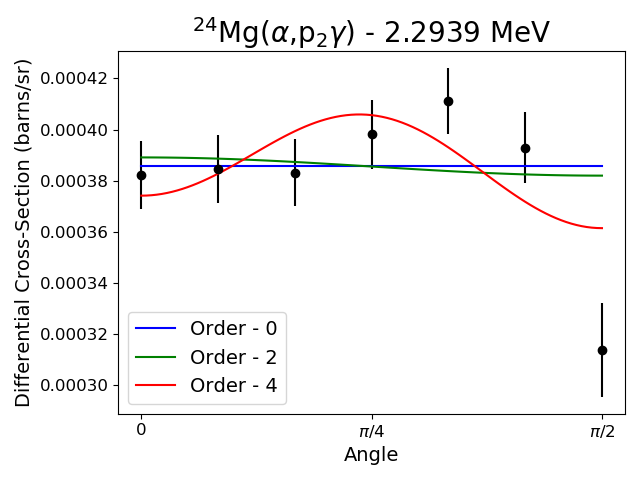 ²⁴Mg(α,p₂γ) - 2.2939 MeV
Differential Cross-Section (barns/sr)
0.00042
0.00040
0.00038
0.00036
0.00034
0.00032
0.00030
Order - 0
Order - 2
Order - 4
0
π/4
π/2
Angle